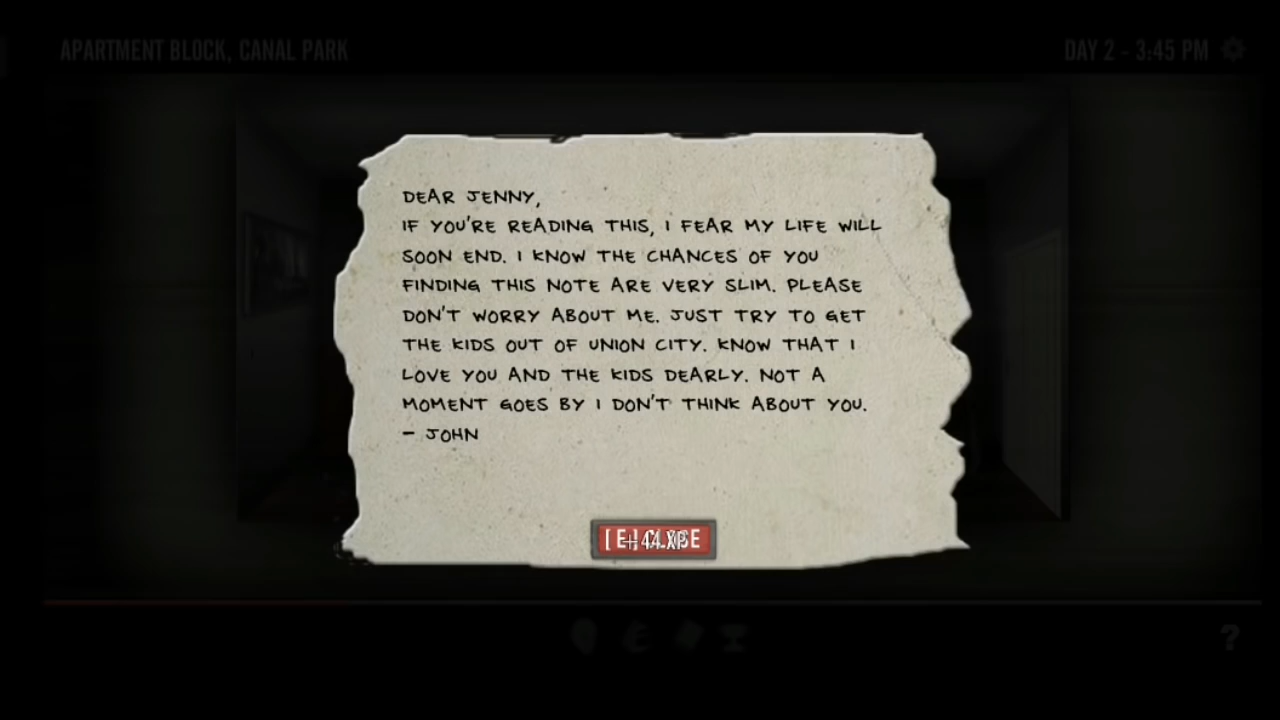 APARTMENT BLOCK, CANAL PARK
DAY 2 - 3:45 PM
DEAR JENNY,
IF YOU'RE READING THIS, I FEAR MY LIFE WILL
SOON END. I KNOW THE CHANCES OF YOU
FINDING THIS NOTE ARE VERY SLIM. PLEASE
DON'T WORRY ABOUT ME. JUST TRY TO GET
THE KIDS OUT OF UNION CITY. KNOW THAT I
LOVE YOU AND THE KIDS DEARLY. NOT A
MOMENT GOES BY I DON'T THINK ABOUT YOU.
- JOHN
[E] CLOSE
+44 XP
?